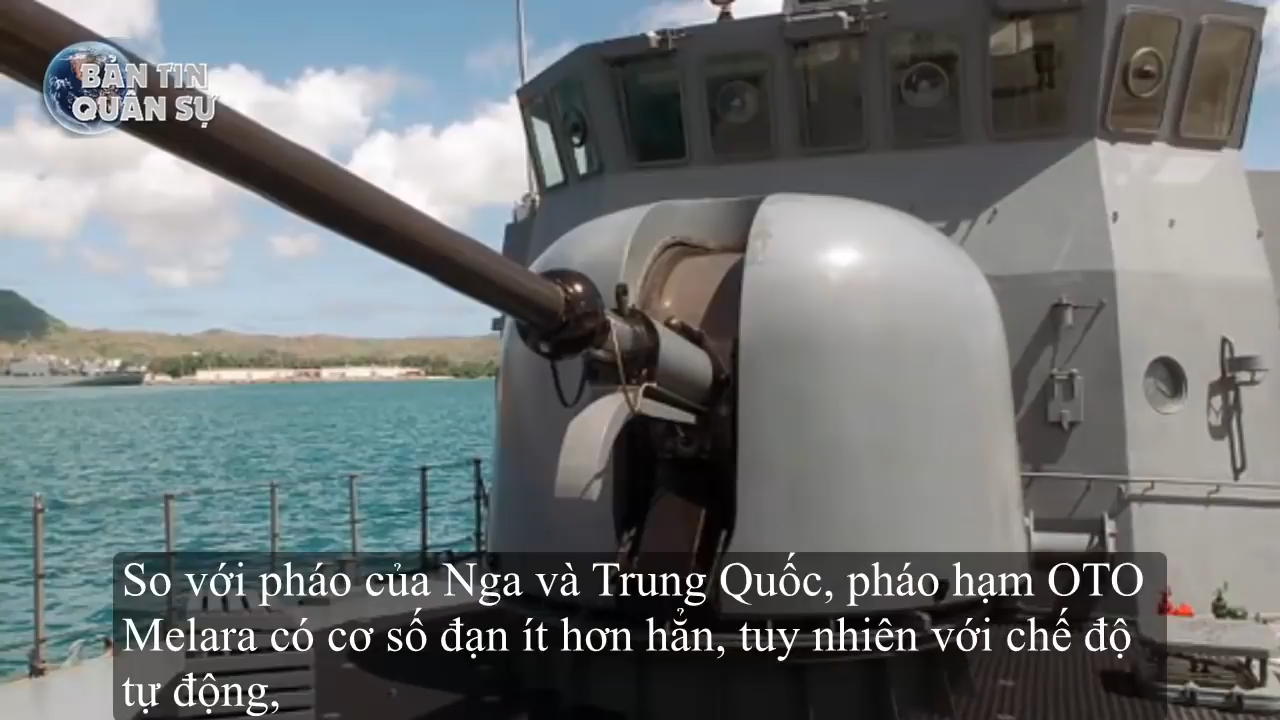 BẢN TIN
QUÂN SỰ
So với pháo của Nga và Trung Quốc, pháo hạm OTO
Melara có cơ số đạn ít hơn hẳn, tuy nhiên với chế độ
tự động,